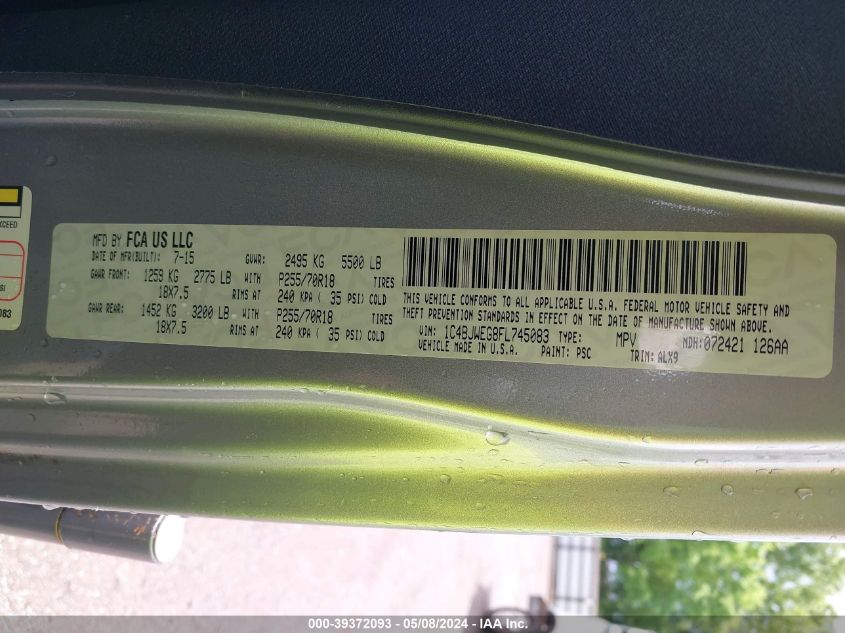 EXCEED
SI
083
MFD BY FCA US LLC
DATE OF MFR(BUILT): 7-15 GVWR: 2495 KG 5500 LB
GAWR FRONT: 1259 KG 2775 LB WITH P255/70R18 TIRES
18X7.5 RIMS AT 240 KPA ( 35 PSI) COLD
GAWR REAR: 1452 KG 3200 LB WITH P255/70R18 TIRES
18X7.5 RIMS AT 240 KPA ( 35 PSI) COLD
THIS VEHICLE CONFORMS TO ALL APPLICABLE U.S.A. FEDERAL MOTOR VEHICLE SAFETY AND
THEFT PREVENTION STANDARDS IN EFFECT ON THE DATE OF MANUFACTURE SHOWN ABOVE.
VIN: 1C4BJWEG8FL745083 TYPE: MPV MDH:072421 126AA
VEHICLE MADE IN U.S.A. PAINT: PSC TRIM: ALX9
000-39372093 - 05/08/2024 - IAA Inc.